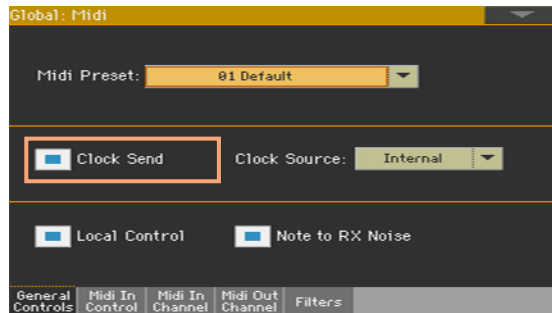 Global: Midi
Midi Preset: 01 Default
Clock Send Clock Source: Internal
Local Control Note to RX Noise
General Controls Midi In Control Midi In Channel Midi Out Channel Filters